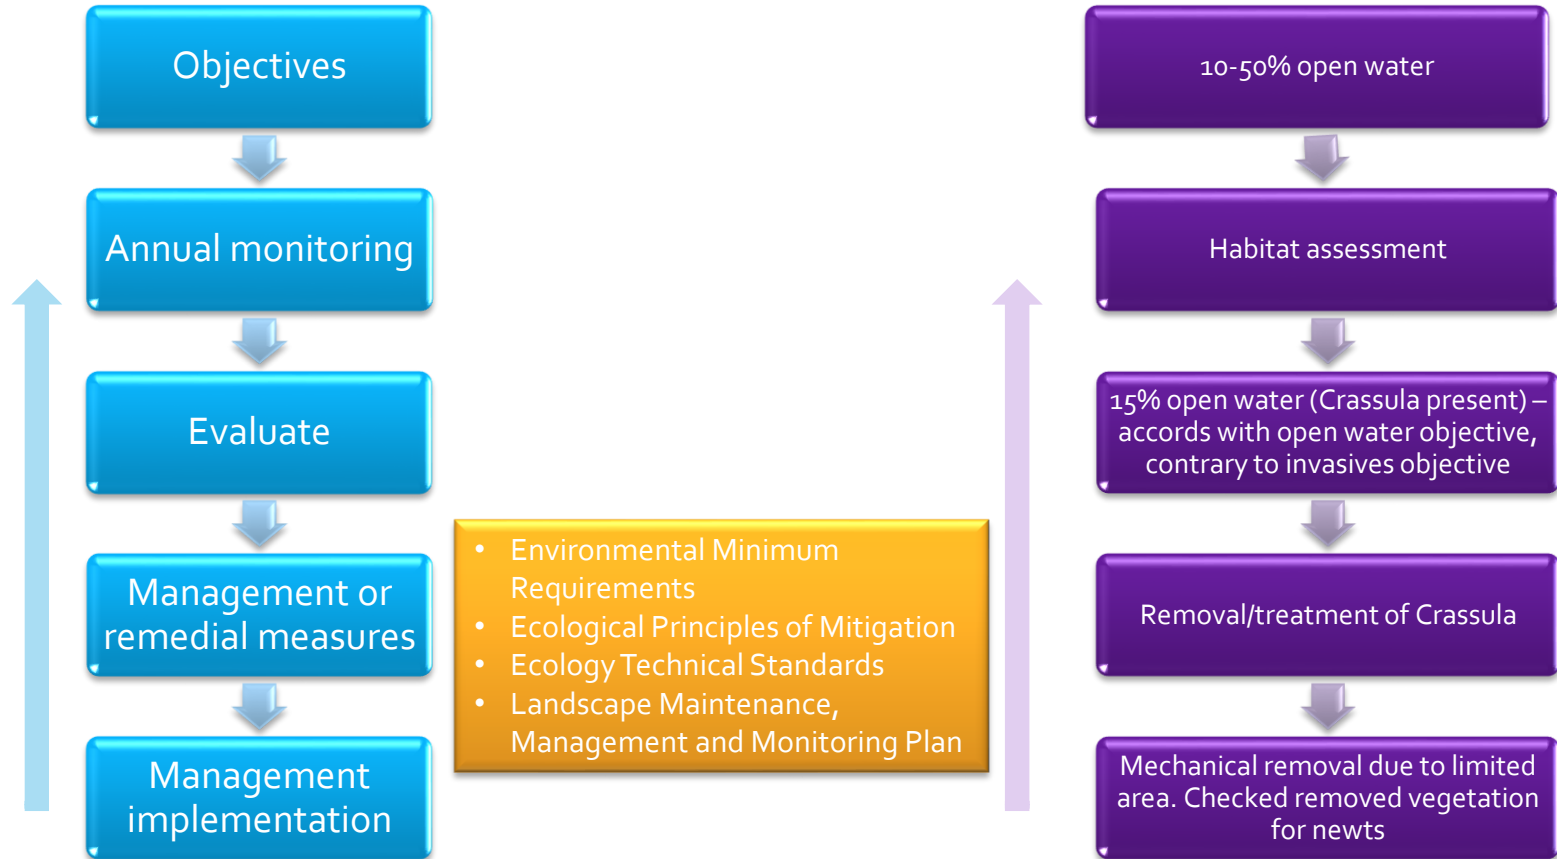 Objectives
Annual monitoring
Evaluate
Management or
remedial measures
Management
implementation
• Environmental Minimum
Requirements
• Ecological Principles of Mitigation
• Ecology Technical Standards
• Landscape Maintenance,
Management and Monitoring Plan
10-50% open water
Habitat assessment
15% open water (Crassula present) –
accords with open water objective,
contrary to invasives objective
Removal/treatment of Crassula
Mechanical removal due to limited
area. Checked removed vegetation
for newts